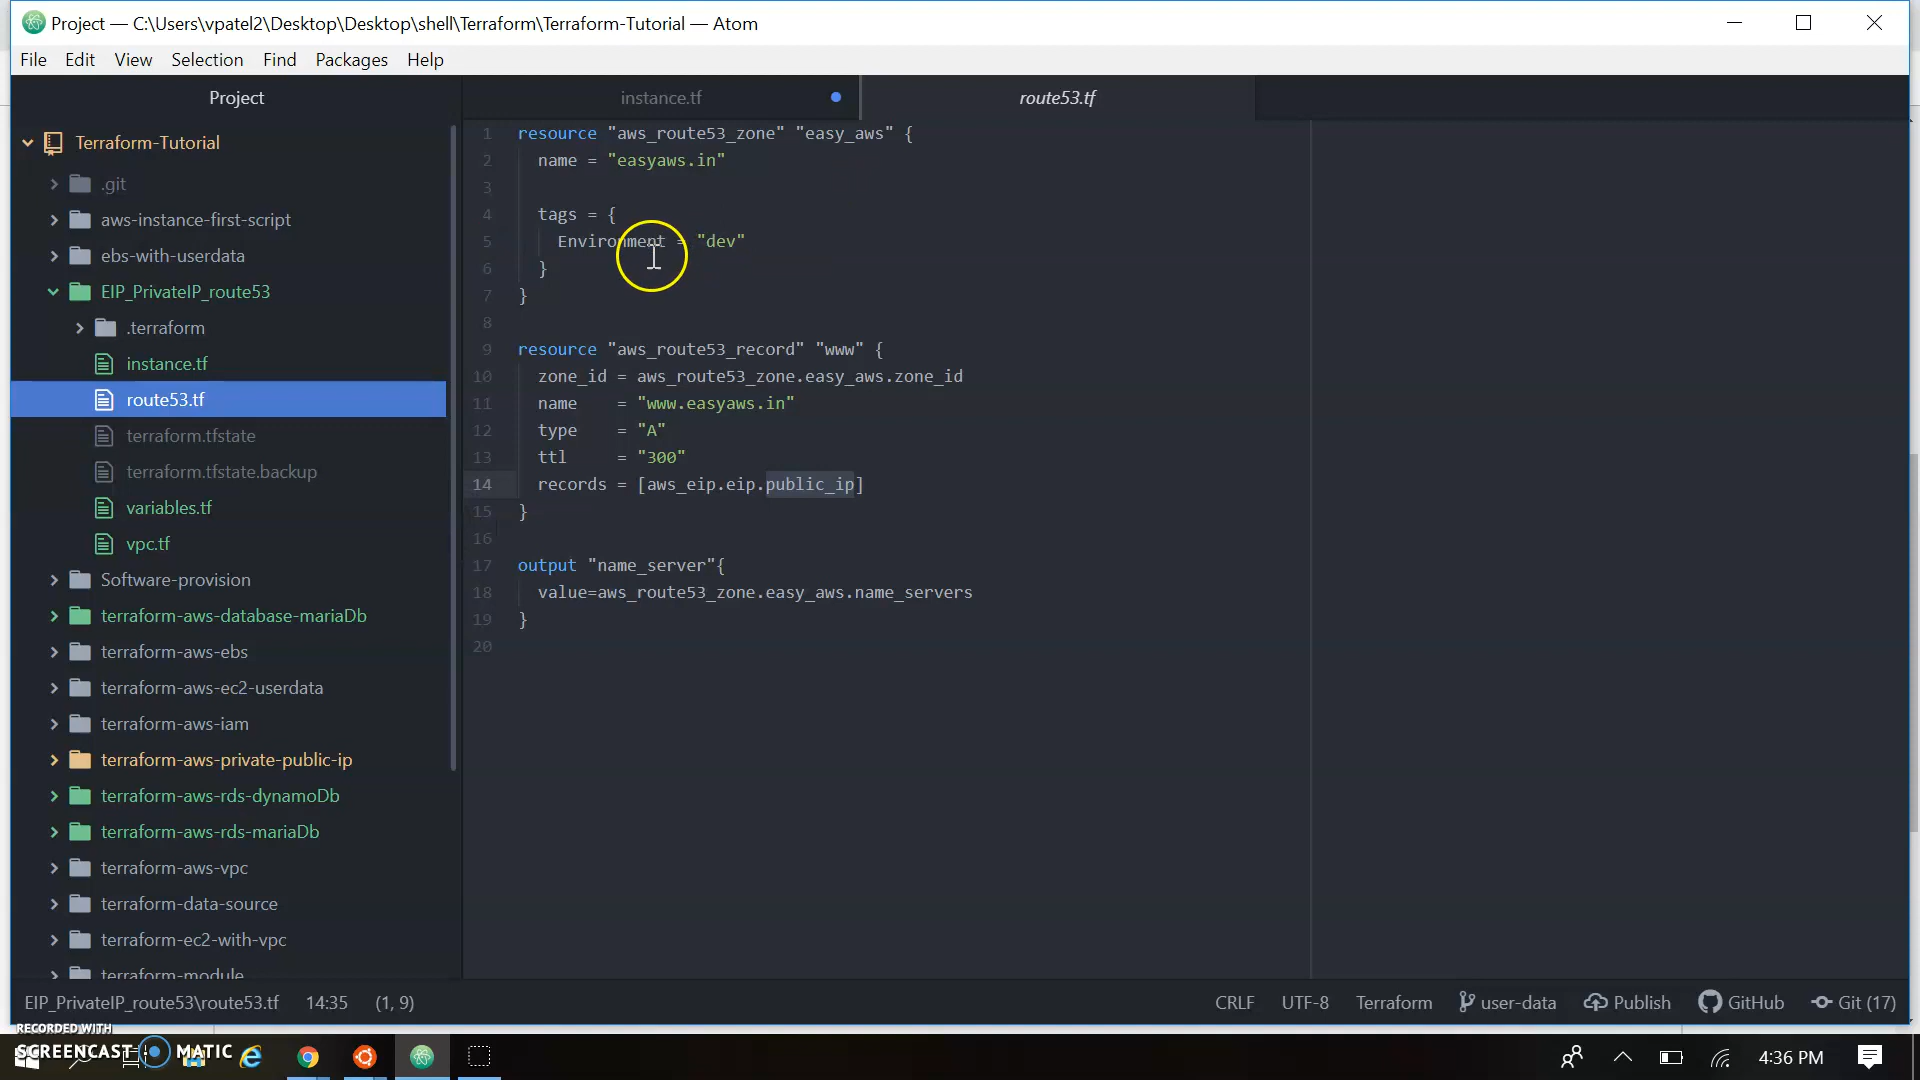 Project — C:\Users\vpatel2\Desktop\Desktop\shell\Terraform\Terraform-Tutorial — Atom
File Edit View Selection Find Packages Help
Project
instance.tf
route53.tf
Terraform-Tutorial
.git
aws-instance-first-script
ebs-with-userdata
EIP_PrivateIP_route53
.terraform
instance.tf
route53.tf
terraform.tfstate
terraform.tfstate.backup
variables.tf
vpc.tf
Software-provision
terraform-aws-database-mariaDb
terraform-aws-ebs
terraform-aws-ec2-userdata
terraform-aws-iam
terraform-aws-private-public-ip
terraform-aws-rds-dynamoDb
terraform-aws-rds-mariaDb
terraform-aws-vpc
terraform-data-source
terraform-ec2-with-vpc
terraform-module
1 resource "aws_route53_zone" "easy_aws" {
2 name = "easyaws.in"
3
4 tags = {
5 Environment = "dev"
6 }
7 }
8
9 resource "aws_route53_record" "www" {
10 zone_id = aws_route53_zone.easy_aws.zone_id
11 name = "www.easyaws.in"
12 type = "A"
13 ttl = "300"
14 records = [aws_eip.eip.public_ip]
15 }
16
17 output "name_server"{
18 value=aws_route53_zone.easy_aws.name_servers
19 }
20
EIP_PrivateIP_route53\route53.tf 14:35 (1, 9)
CRLF UTF-8 Terraform user-data Publish GitHub Git (17)
RECORDED WITH
SCREENCAST MATIC
4:36 PM